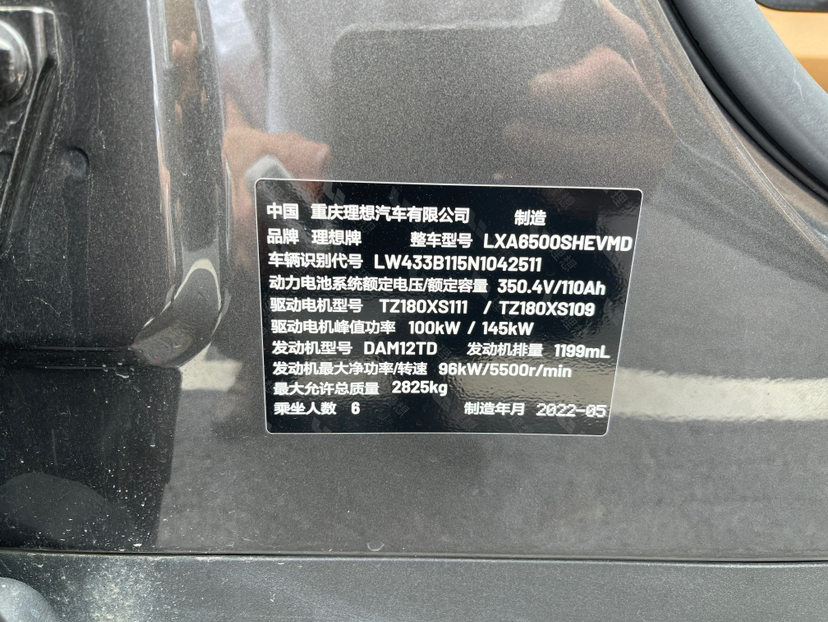 中国 重庆理想汽车有限公司 制造
品牌 理想牌 整车型号 LXA6500SHEVMD
车辆识别代号 LW433B115N1042511
动力电池系统额定电压/额定容量 350.4V/110Ah
驱动电机型号 TZ180XS111 / TZ180XS109
驱动电机峰值功率 100kW / 145kW
发动机型号 DAM12TD 发动机排量 1199mL
发动机最大净功率/转速 96kW/5500r/min
最大允许总质量 2825kg
乘坐人数 6 制造年月 2022-05